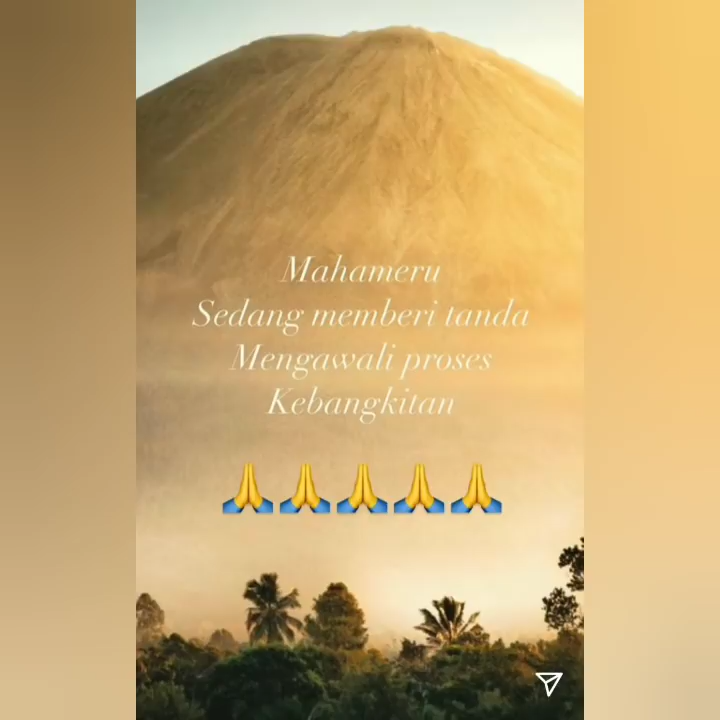 Mahameru
Sedang memberi tanda
Mengawali proses
Kebangkitan
🙏🙏🙏🙏🙏